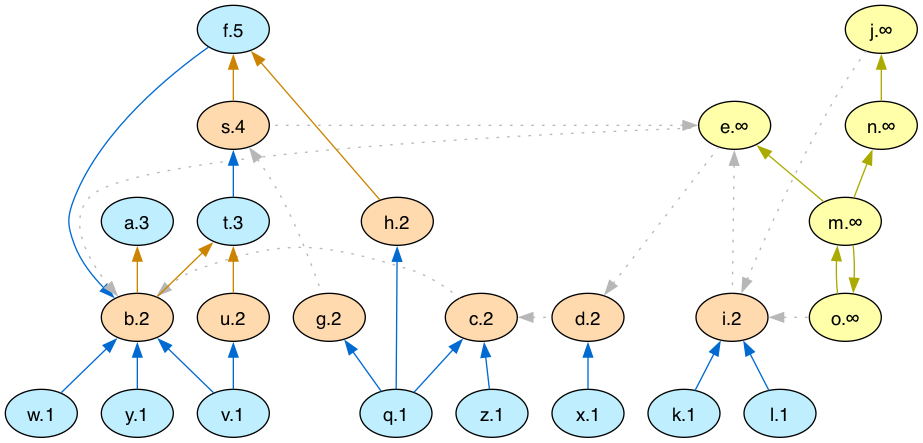 f.5
j.∞
s.4
e.∞
n.∞
a.3
t.3
h.2
m.∞
b.2
u.2
g.2
c.2
d.2
i.2
o.∞
w.1
y.1
v.1
q.1
z.1
x.1
k.1
l.1